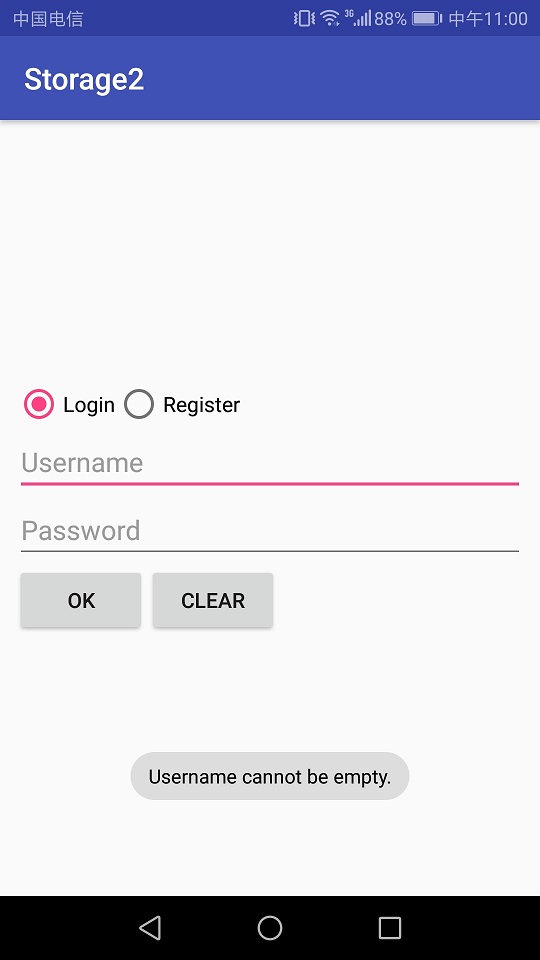 中国电信 3G 88% 中午11:00
Storage2
Login Register
Username
Password
OK CLEAR
Username cannot be empty.